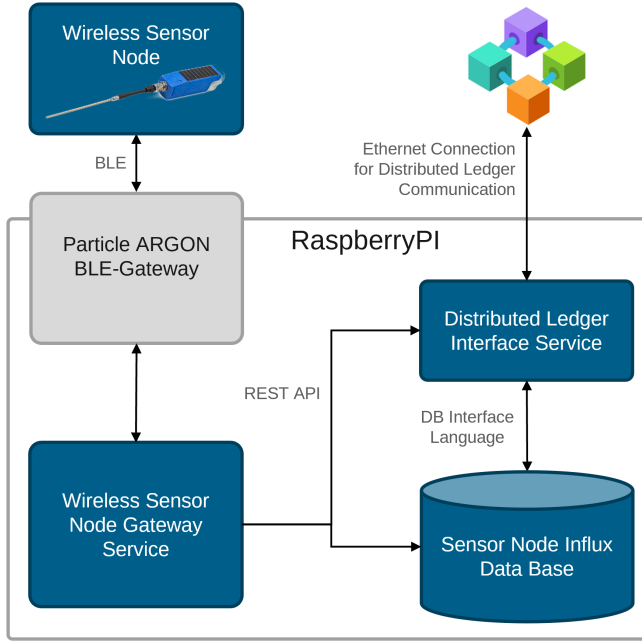 Wireless Sensor
Node
BLE
Ethernet Connection
for Distributed Ledger
Communication
RaspberryPI
Particle ARGON
BLE-Gateway
Distributed Ledger
Interface Service
REST API
DB Interface
Language
Wireless Sensor
Node Gateway
Service
Sensor Node Influx
Data Base